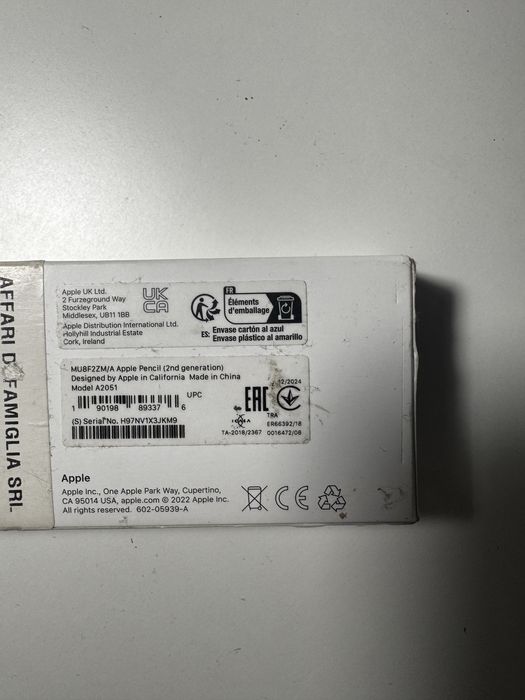 AFFARI D FAMIGLIA SRL
Apple UK Ltd.
2 Furzeground Way
Stockley Park
Middlesex, UB11 1BB
Apple Distribution International Ltd.
Hollyhill Industrial Estate
Cork, Ireland
UK
CA
FR
Éléments
d'emballage
ES:
Envase cartón al azul
Envase plástico al amarillo
MU8F2ZM/A Apple Pencil (2nd generation)
Designed by Apple in California Made in China
Model A2051
UPC
1 90198 89337 6
(S) Serial No. H97NV1X3JKM9
EAC
12/2024
TRA
TA-2018/2367
ER66392/18
0016472/08
Apple
Apple Inc., One Apple Park Way, Cupertino,
CA 95014 USA, apple.com © 2022 Apple Inc.
All rights reserved. 602-05939-A
CE